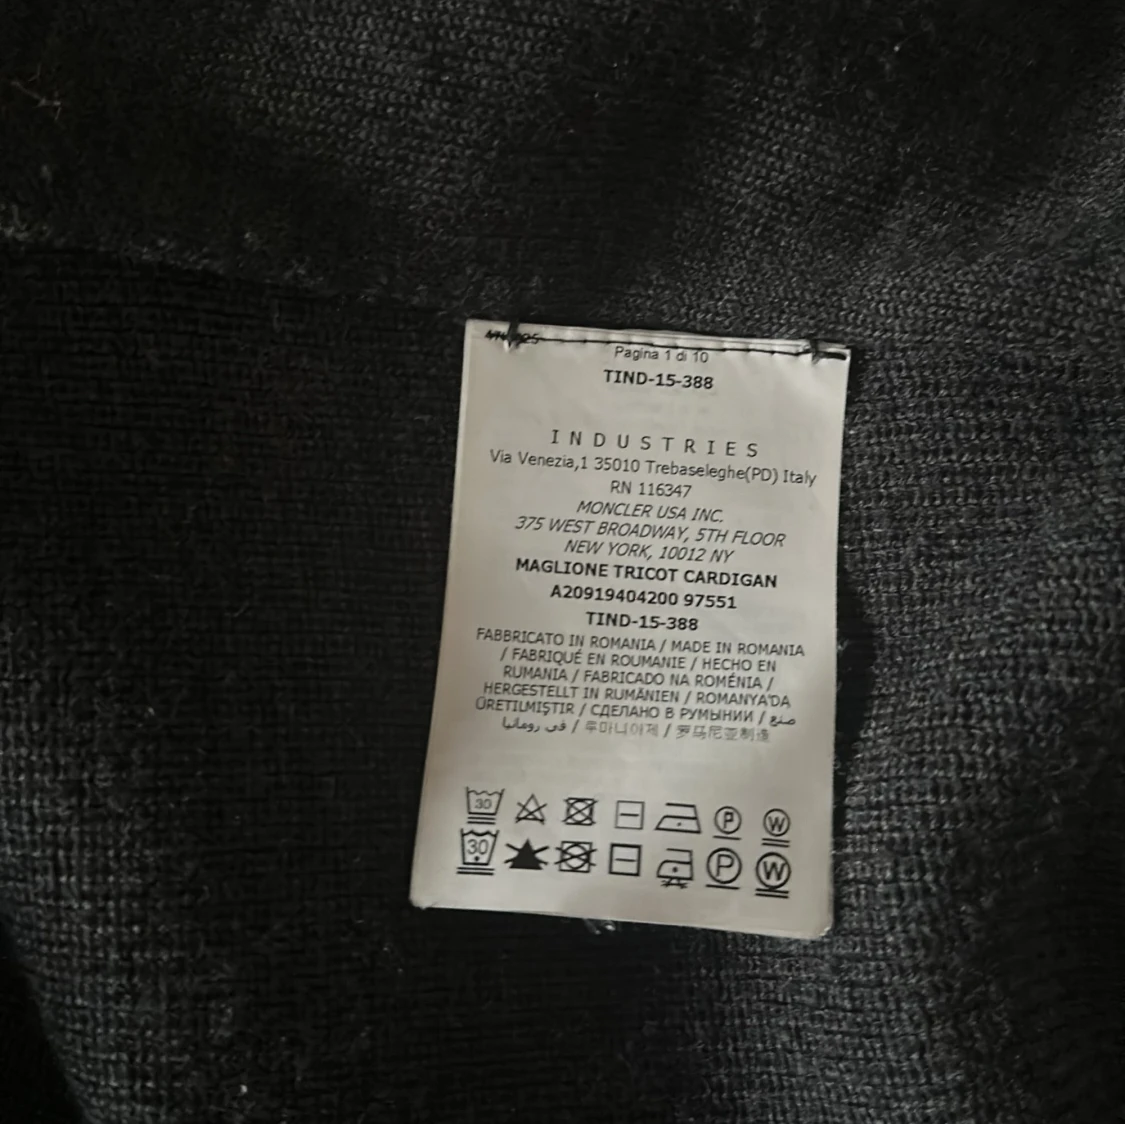 Pagina 1 di 10
TIND-15-388
INDUSTRIES
Via Venezia,1 35010 Trebaseleghe(PD) Italy
RN 116347
MONCLER USA INC.
375 WEST BROADWAY, 5TH FLOOR
NEW YORK, 10012 NY
MAGLIONE TRICOT CARDIGAN
A20919404200 97551
TIND-15-388
FABBRICATO IN ROMANIA / MADE IN ROMANIA
/ FABRIQUÉ EN ROUMANIE / HECHO EN
RUMANIA / FABRICADO NA ROMÉNIA /
HERGESTELLT IN RUMÄNIEN / ROMANYA'DA
ÜRETILMIŞTIR / СДЕЛАНО В РУМЫНИИ / صنع
في رومانيا / 루마니아제 / 罗马尼亚制造
30 P W
30 P W